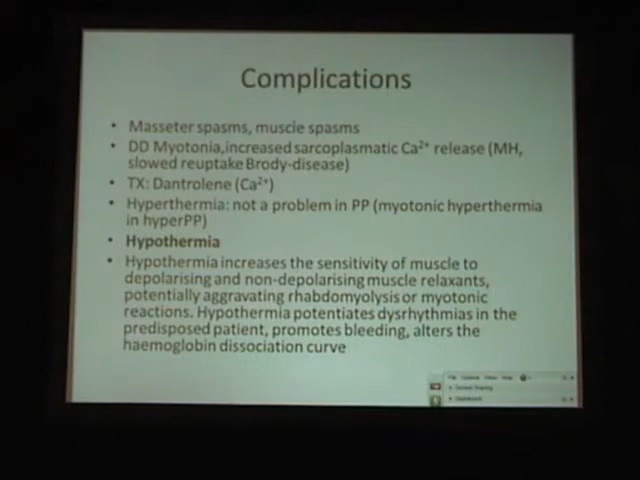 Complications
• Masseter spasms, muscle spasms
• DD Myotonia,increased sarcoplasmatic Ca²⁺ release (MH,
slowed reuptake Brody-disease)
• TX: Dantrolene (Ca²⁺)
• Hyperthermia: not a problem in PP (myotonic hyperthermia
in hyperPP)
• Hypothermia
• Hypothermia increases the sensitivity of muscle to
depolarising and non-depolarising muscle relaxants,
potentially aggravating rhabdomyolysis or myotonic
reactions. Hypothermia potentiates dysrhythmias in the
predisposed patient, promotes bleeding, alters the
haemoglobin dissociation curve